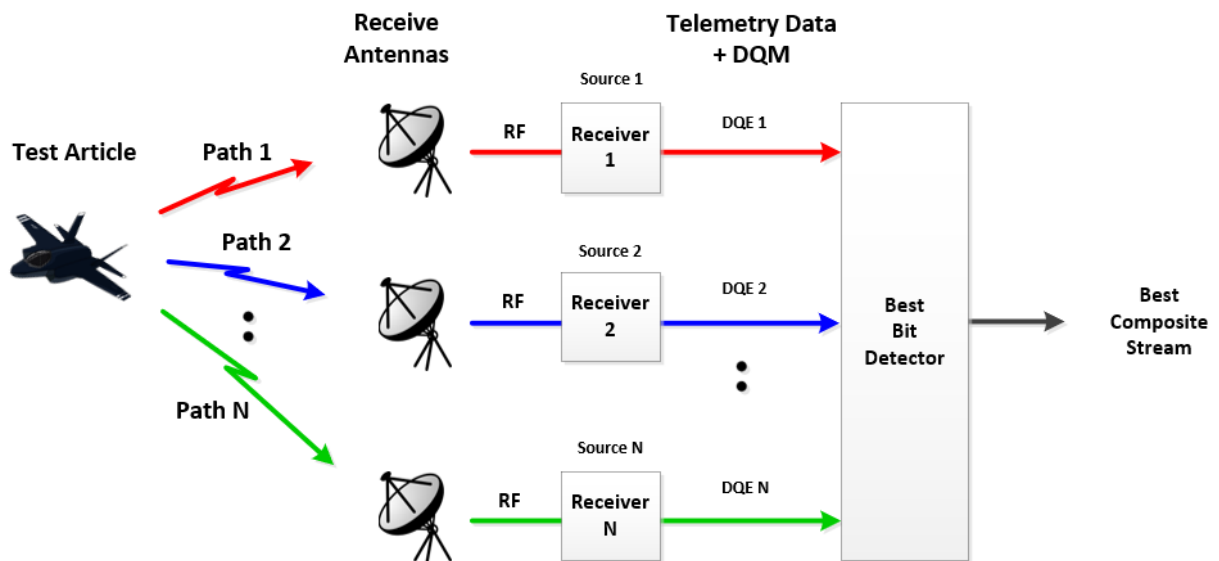 Receive
Antennas
Telemetry Data
+ DQM
Test Article
Path 1
RF
Source 1
Receiver
1
DQE 1
Path 2
RF
Source 2
Receiver
2
DQE 2
Best
Bit
Detector
Best
Composite
Stream
Path N
RF
Source N
Receiver
N
DQE N